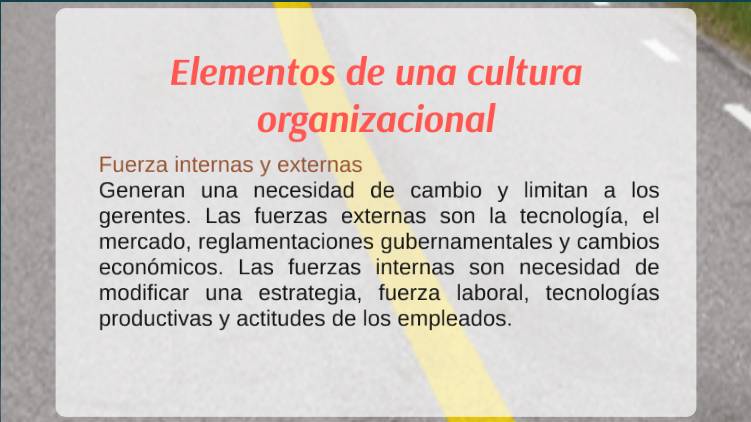 Elementos de una cultura
organizacional
Fuerza internas y externas
Generan una necesidad de cambio y limitan a los
gerentes. Las fuerzas externas son la tecnología, el
mercado, reglamentaciones gubernamentales y cambios
económicos. Las fuerzas internas son necesidad de
modificar una estrategia, fuerza laboral, tecnologías
productivas y actitudes de los empleados.